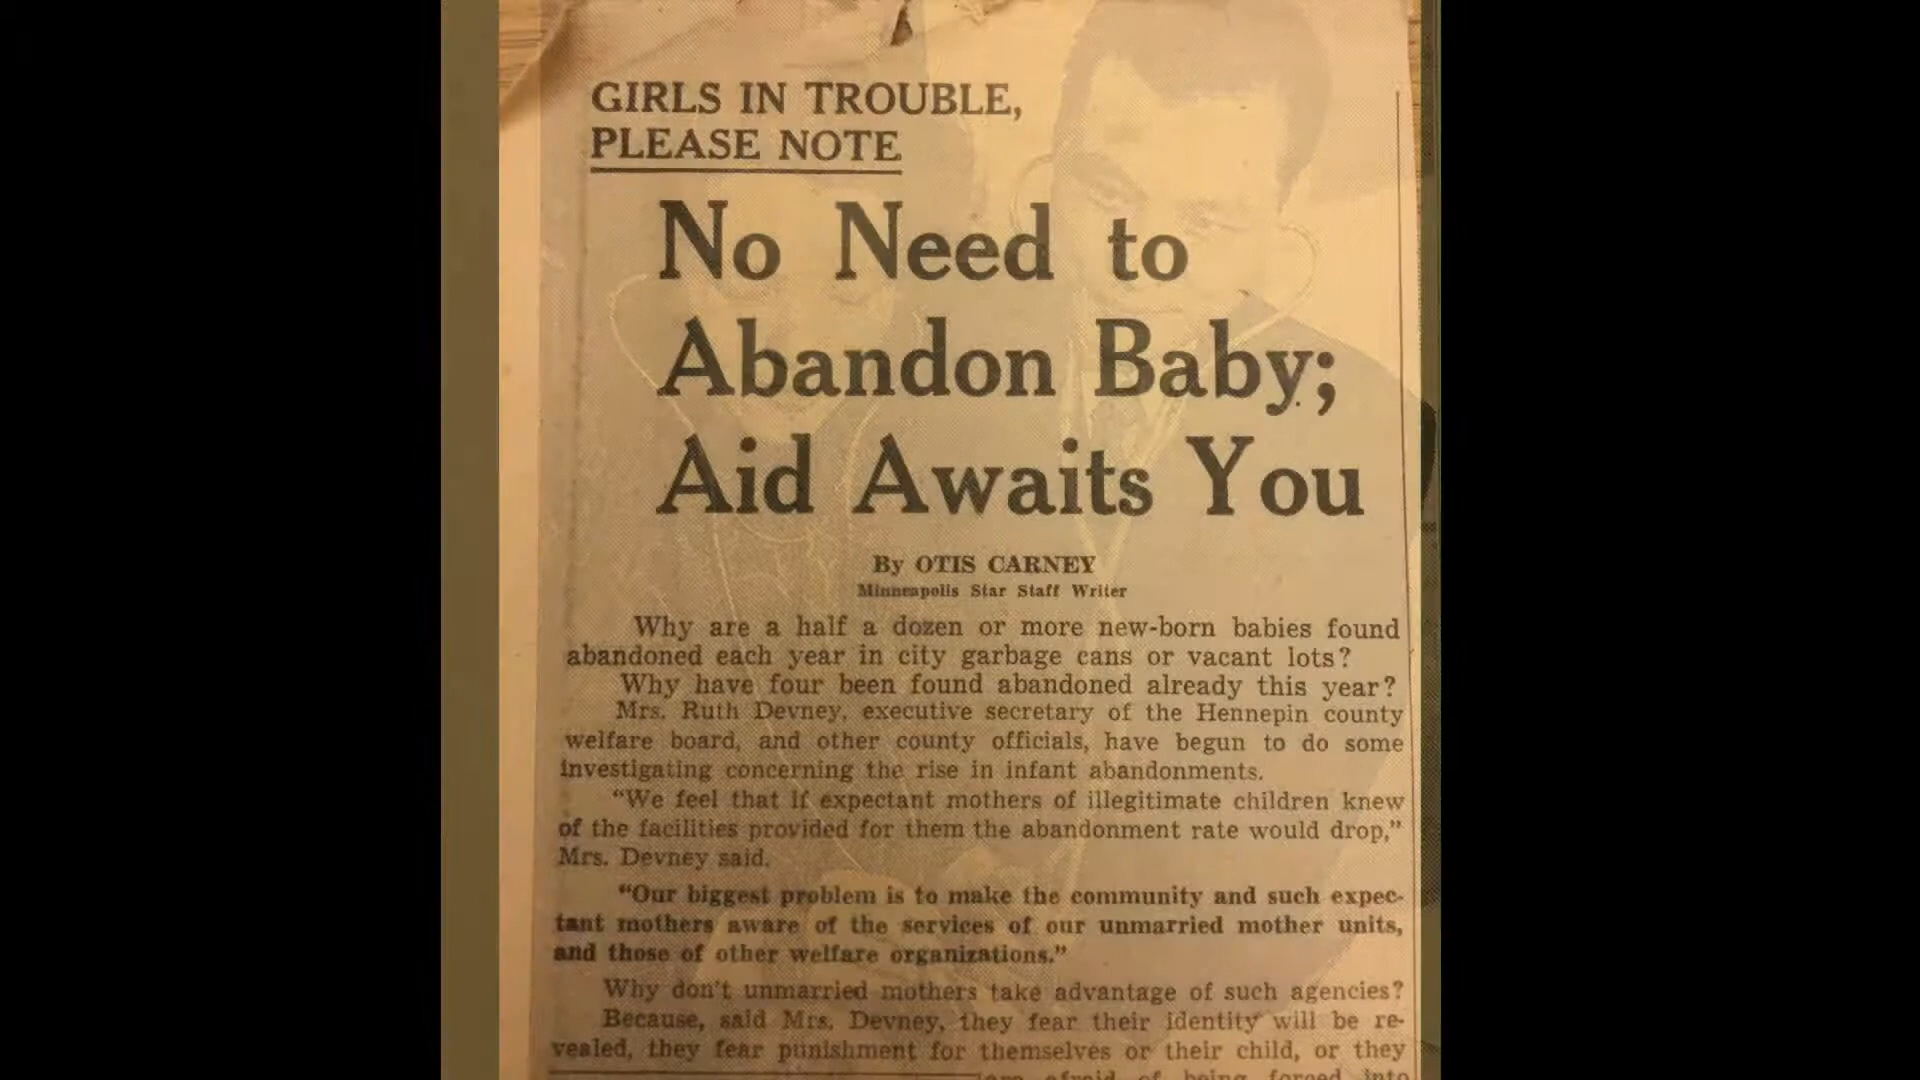 GIRLS IN TROUBLE,
PLEASE NOTE
No Need to
Abandon Baby;
Aid Awaits You
By OTIS CARNEY
Minneapolis Star Staff Writer
Why are a half a dozen or more new-born babies found
abandoned each year in city garbage cans or vacant lots?
Why have four been found abandoned already this year?
Mrs. Ruth Devney, executive secretary of the Hennepin county
welfare board, and other county officials, have begun to do some
investigating concerning the rise in infant abandonments.
"We feel that if expectant mothers of illegitimate children knew
of the facilities provided for them the abandonment rate would drop,"
Mrs. Devney said.
"Our biggest problem is to make the community and such expec-
tant mothers aware of the services of our unmarried mother units,
and those of other welfare organizations."
Why don't unmarried mothers take advantage of such agencies?
Because, said Mrs. Devney, they fear their identity will be re-
vealed, they fear punishment for themselves or their child, or they
are afraid of being forced into